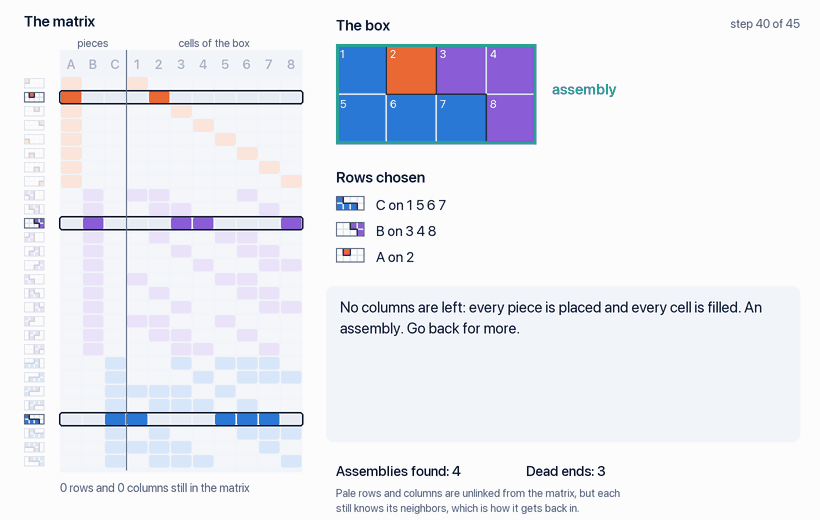 The matrix
pieces
cells of the box
A B C 1 2 3 4 5 6 7 8
0 rows and 0 columns still in the matrix
The box
step 40 of 45
1 2 3 4
5 6 7 8
assembly
Rows chosen
C on 1 5 6 7
B on 3 4 8
A on 2
No columns are left: every piece is placed and every cell is filled. An
assembly. Go back for more.
Assemblies found: 4
Dead ends: 3
Pale rows and columns are unlinked from the matrix, but each
still knows its neighbors, which is how it gets back in.